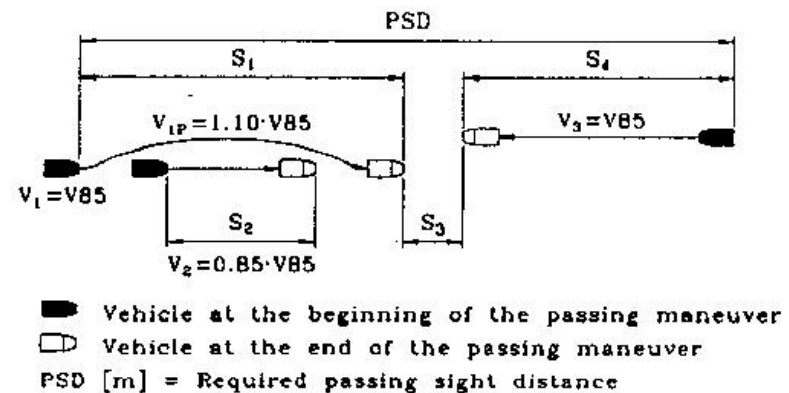 PSD
S₁ S₄
V₁P=1.10·V85 V₃=V85
V₁=V85
S₂ S₃
V₂=0.85·V85
Vehicle at the beginning of the passing maneuver
Vehicle at the end of the passing maneuver
PSD [m] = Required passing sight distance